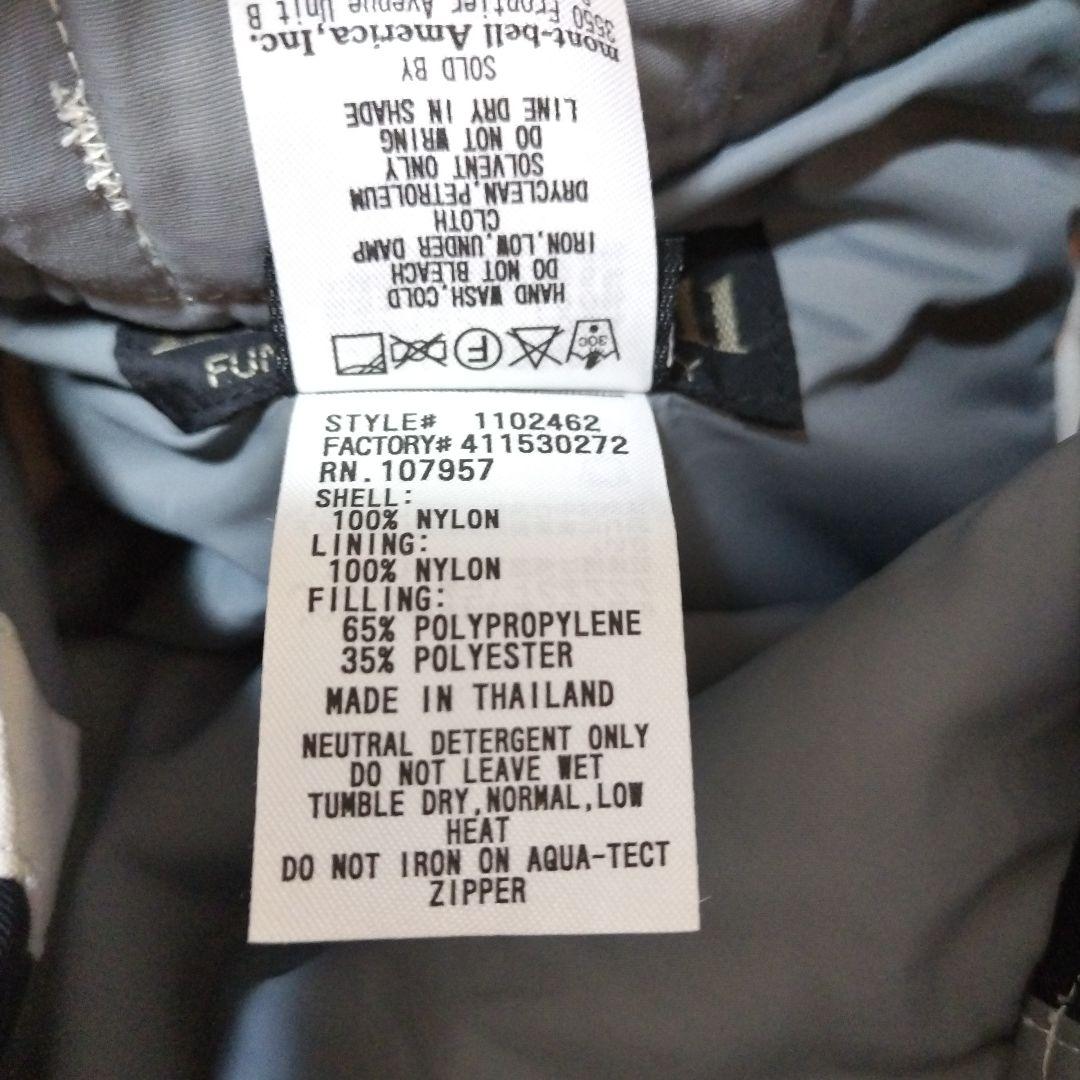 3550 Frontier Avenue Unit B
mont-bell America, Inc.
SOLD BY
LINE DRY IN SHADE
DO NOT WRING
SOLVENT ONLY
DRYCLEAN,PETROLEUM
CLOTH
IRON,LOW,UNDER DAMP
DO NOT BLEACH
HAND WASH,COLD
30C F
FUN
STYLE# 1102462
FACTORY# 411530272
RN. 107957
SHELL:
100% NYLON
LINING:
100% NYLON
FILLING:
65% POLYPROPYLENE
35% POLYESTER
MADE IN THAILAND
NEUTRAL DETERGENT ONLY
DO NOT LEAVE WET
TUMBLE DRY,NORMAL,LOW
HEAT
DO NOT IRON ON AQUA-TECT
ZIPPER